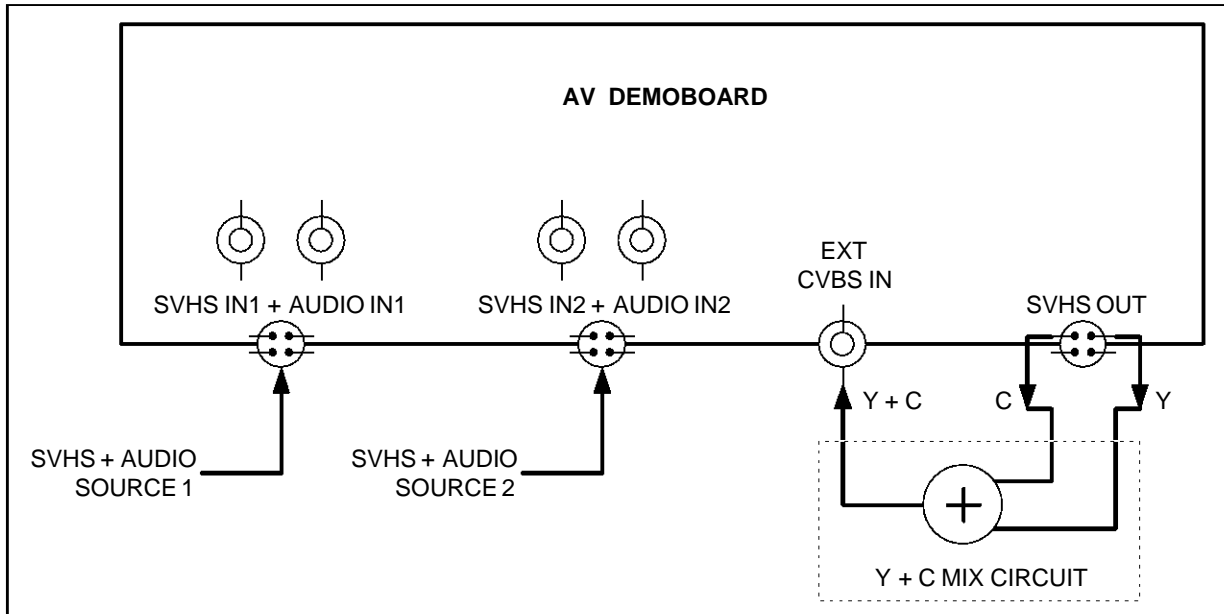 AV DEMOBOARD
SVHS IN1 + AUDIO IN1
SVHS IN2 + AUDIO IN2
EXT
CVBS IN
SVHS OUT
Y + C
C
Y
SVHS + AUDIO
SOURCE 1
SVHS + AUDIO
SOURCE 2
+
Y + C MIX CIRCUIT